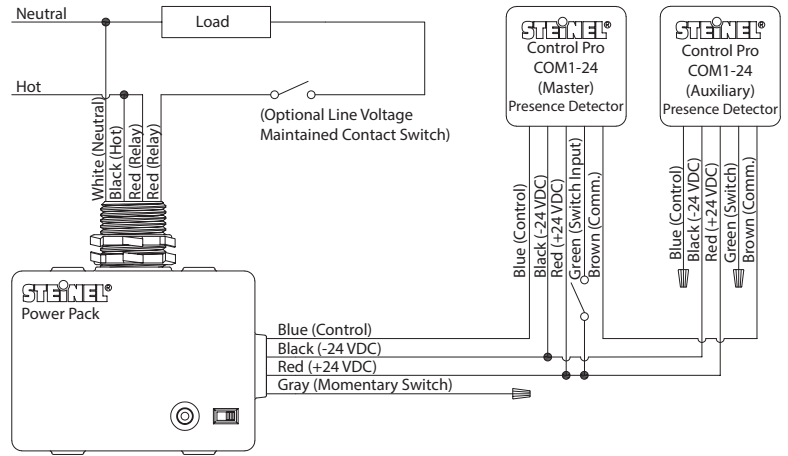 Neutral
Load
Hot
(Optional Line Voltage
Maintained Contact Switch)
White (Neutral)
Black (Hot)
Red (Relay)
Red (Relay)
STEINEL®
Control Pro
COM1-24
(Master)
Presence Detector
STEINEL®
Control Pro
COM1-24
(Auxiliary)
Presence Detector
Blue (Control)
Black (-24 VDC)
Red (+24 VDC)
Green (Switch Input)
Brown (Comm.)
Blue (Control)
Black (-24 VDC)
Red (+24 VDC)
Green (Switch)
Brown (Comm.)
STEINEL®
Power Pack
Blue (Control)
Black (-24 VDC)
Red (+24 VDC)
Gray (Momentary Switch)